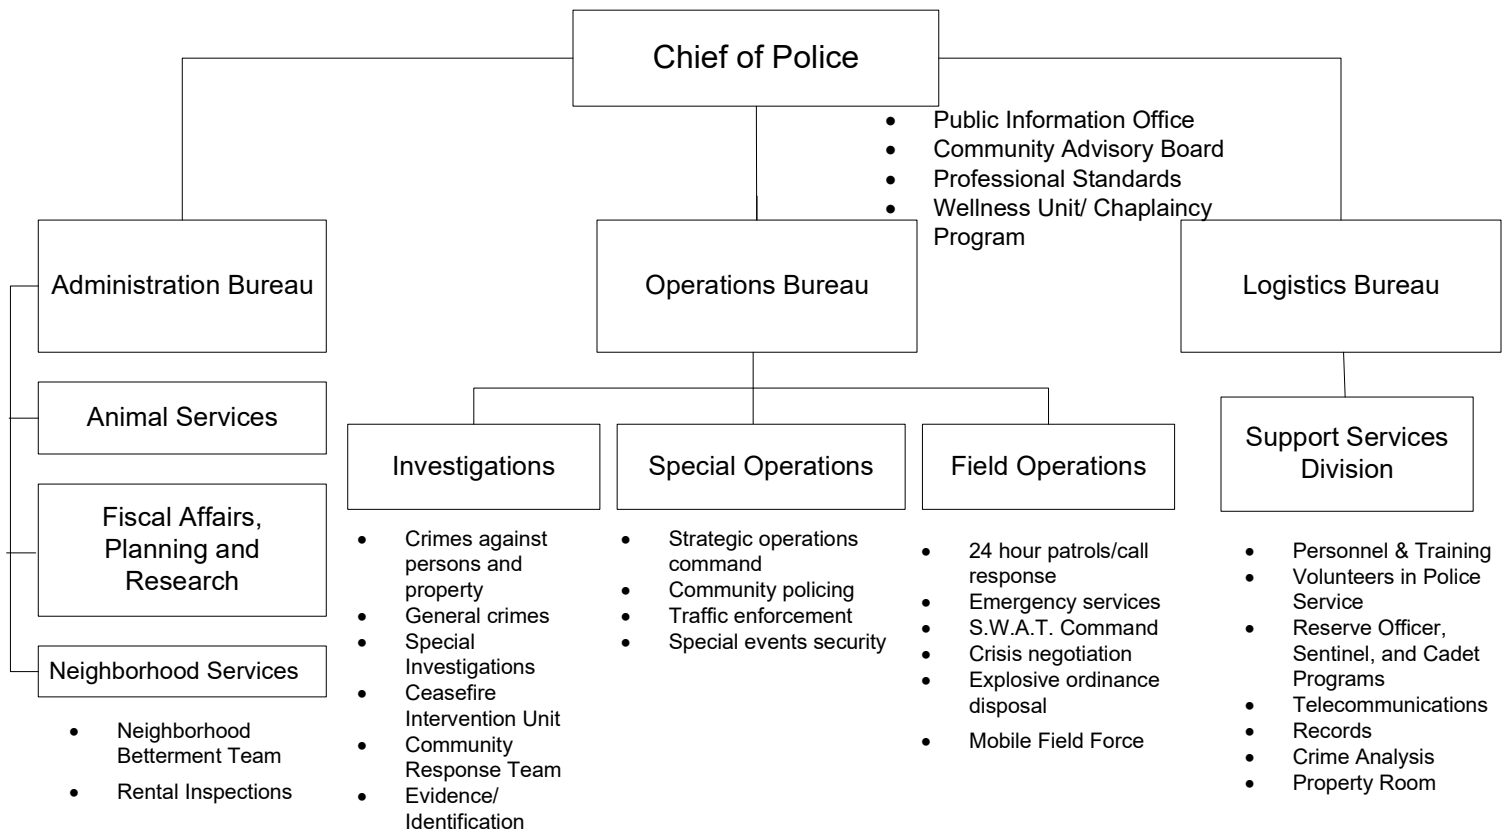 Chief of Police
• Public Information Office
• Community Advisory Board
• Professional Standards
• Wellness Unit/ Chaplaincy
Program
Administration Bureau
Operations Bureau
Logistics Bureau
Animal Services
Fiscal Affairs,
Planning and
Research
Neighborhood Services
• Neighborhood
Betterment Team
• Rental Inspections
Investigations
• Crimes against
persons and
property
• General crimes
• Special
Investigations
• Ceasefire
Intervention Unit
• Community
Response Team
• Evidence/
Identification
Special Operations
• Strategic operations
command
• Community policing
• Traffic enforcement
• Special events security
Field Operations
• 24 hour patrols/call
response
• Emergency services
• S.W.A.T. Command
• Crisis negotiation
• Explosive ordinance
disposal
• Mobile Field Force
Support Services
Division
• Personnel & Training
• Volunteers in Police
Service
• Reserve Officer,
Sentinel, and Cadet
Programs
• Telecommunications
• Records
• Crime Analysis
• Property Room